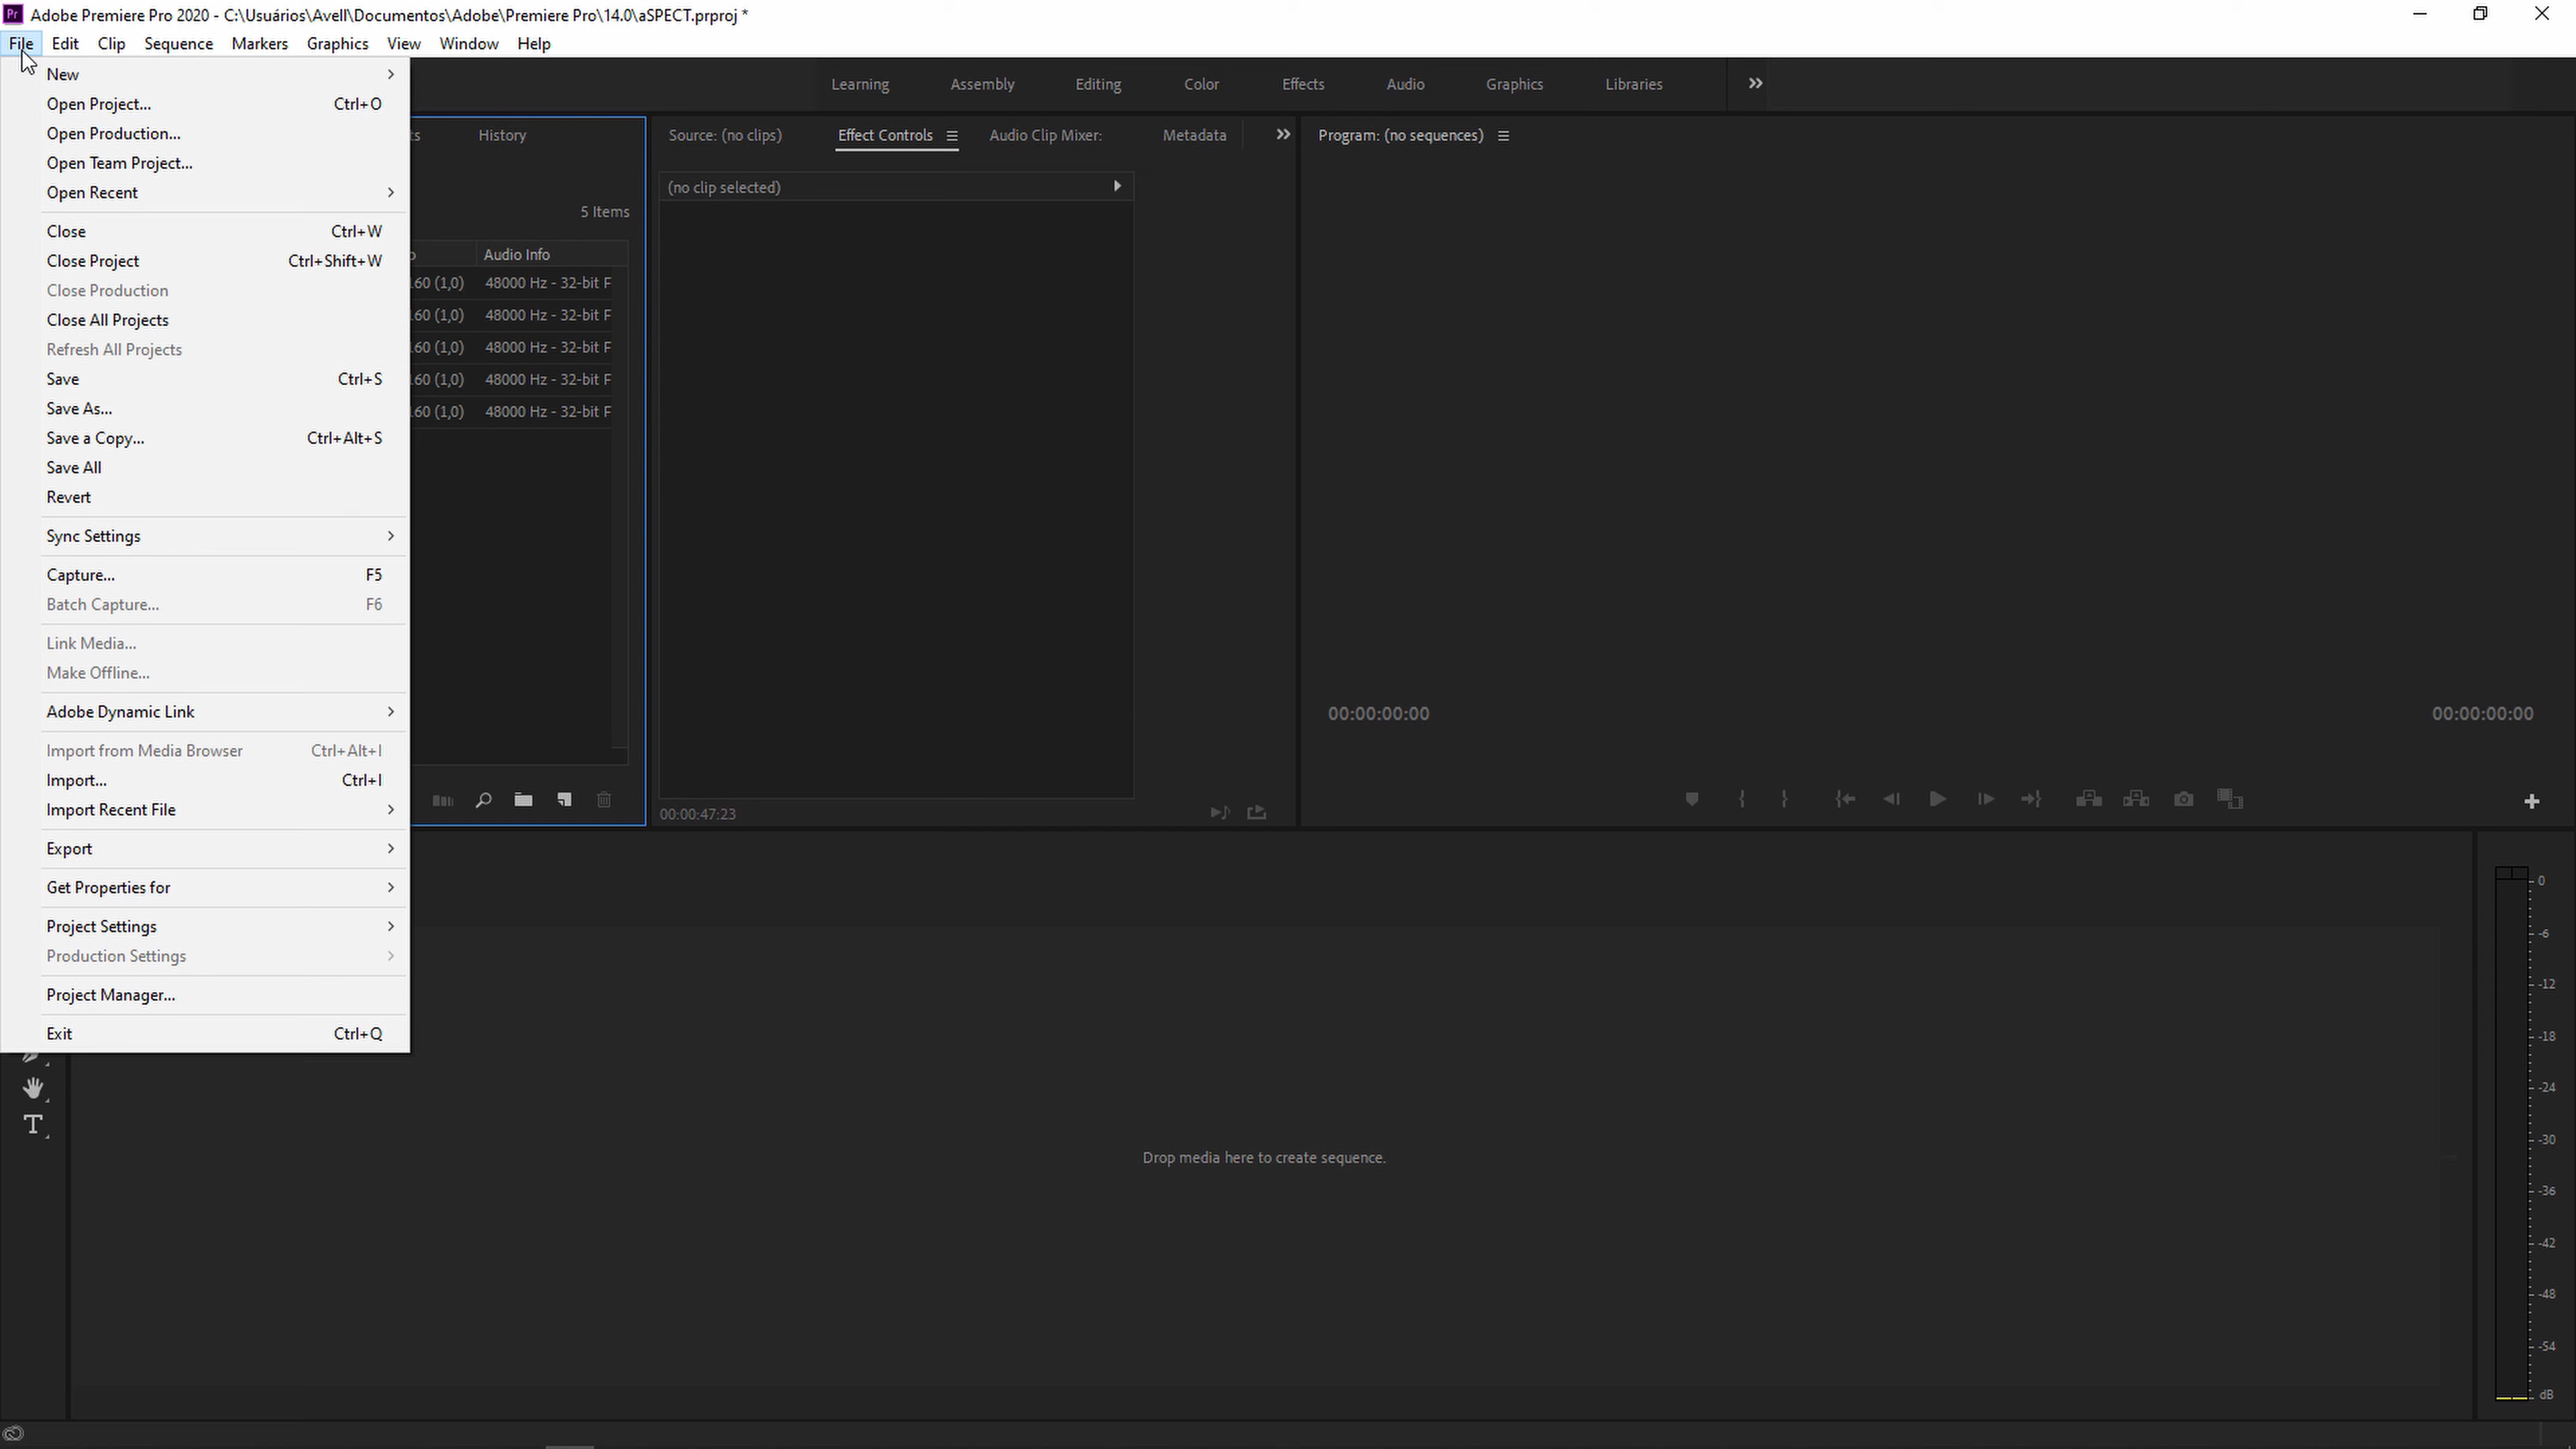 Adobe Premiere Pro 2020 - C:\Usuários\Avell\Documentos\Adobe\Premiere Pro\14.0\aSPECT.prproj *
File Edit Clip Sequence Markers Graphics View Window Help
Learning Assembly Editing Color Effects Audio Graphics Libraries
New
Open Project... Ctrl+O
Open Production...
Open Team Project...
Open Recent
Close Ctrl+W
Close Project Ctrl+Shift+W
Close Production
Close All Projects
Refresh All Projects
Save Ctrl+S
Save As...
Save a Copy... Ctrl+Alt+S
Save All
Revert
Sync Settings
Capture... F5
Batch Capture... F6
Link Media...
Make Offline...
Adobe Dynamic Link
Import from Media Browser Ctrl+Alt+I
Import... Ctrl+I
Import Recent File
Export
Get Properties for
Project Settings
Production Settings
Project Manager...
Exit Ctrl+Q
History
5 Items
Audio Info
160 (1,0) 48000 Hz - 32-bit F
160 (1,0) 48000 Hz - 32-bit F
160 (1,0) 48000 Hz - 32-bit F
160 (1,0) 48000 Hz - 32-bit F
160 (1,0) 48000 Hz - 32-bit F
Source: (no clips) Effect Controls Audio Clip Mixer: Metadata
(no clip selected)
00:00:47:23
Program: (no sequences)
00:00:00:00 00:00:00:00
Drop media here to create sequence.
0
-6
-12
-18
-24
-30
-36
-42
-48
-54
dB